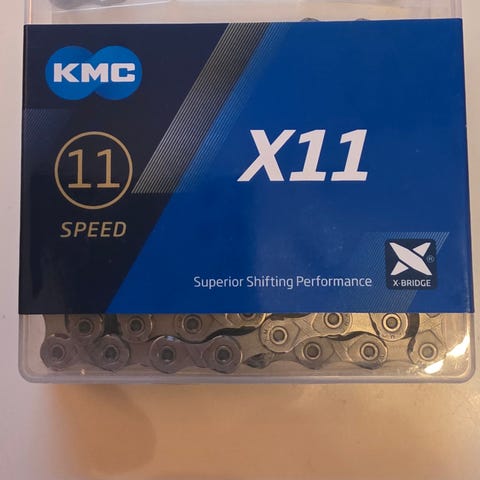 KMC
11
SPEED
X11
Superior Shifting Performance
X-BRIDGE
®